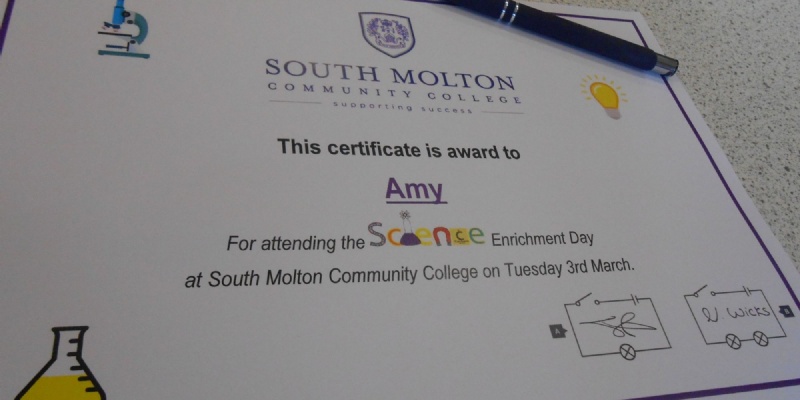 SOUTH MOLTON
COMMUNITY COLLEGE
supporting success
This certificate is award to
Amy
For attending the Science Enrichment Day
at South Molton Community College on Tuesday 3rd March.
A
Wicks